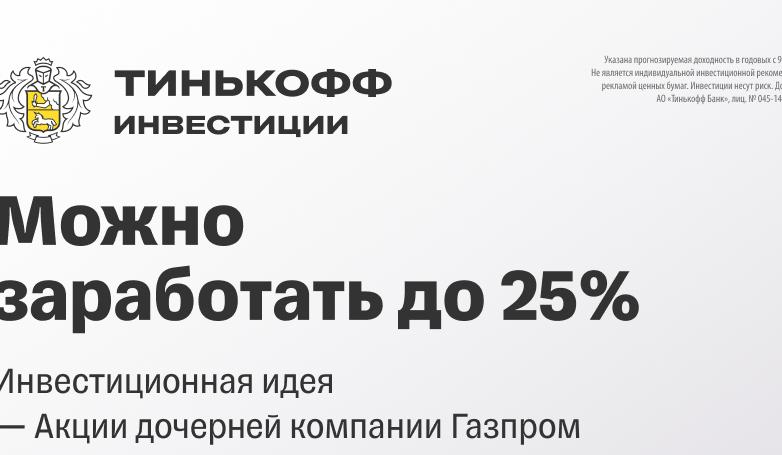 ТИНЬКОФФ
ИНВЕСТИЦИИ
Указана прогнозируемая доходность в годовых с 9
Не является индивидуальной инвестиционной рекоме
рекламой ценных бумаг. Инвестиции несут риск. До
АО «Тинькофф Банк», лиц. № 045-14
Можно
заработать до 25%
Инвестиционная идея
— Акции дочерней компании Газпром